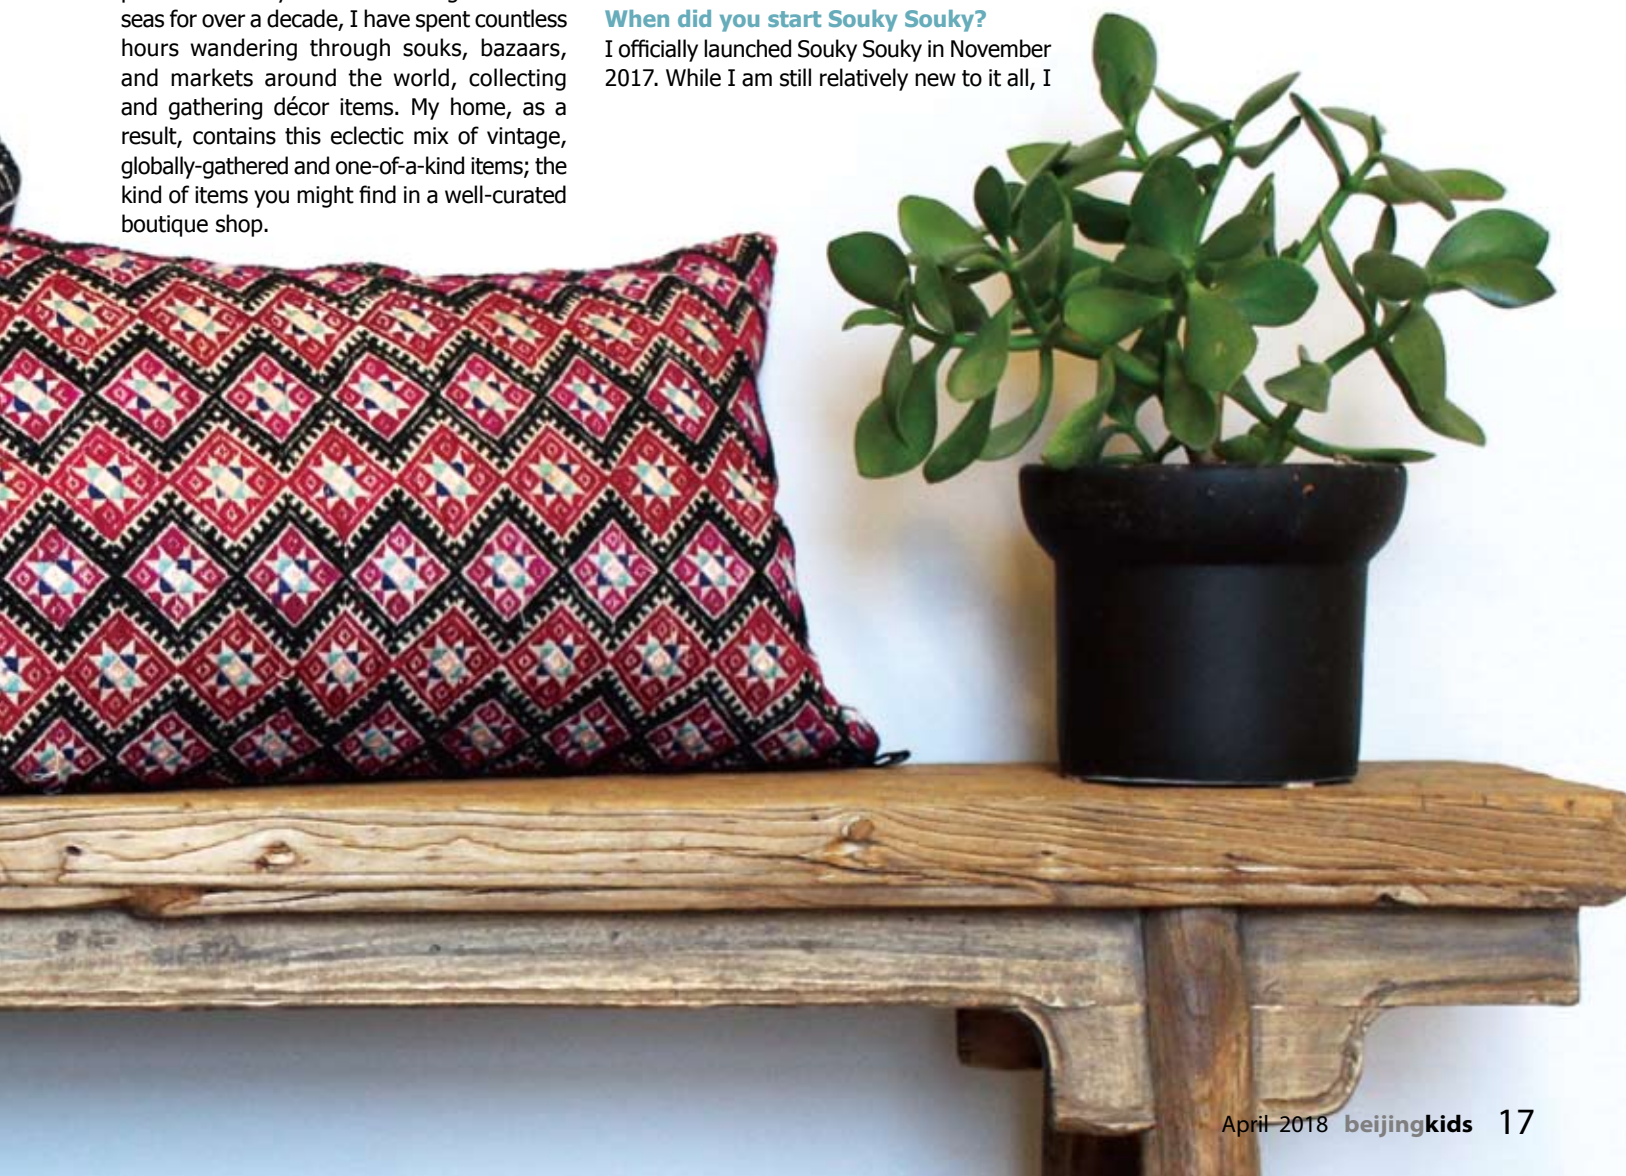 seas for over a decade, I have spent countless
hours wandering through souks, bazaars,
and markets around the world, collecting
and gathering décor items. My home, as a
result, contains this eclectic mix of vintage,
globally-gathered and one-of-a-kind items; the
kind of items you might find in a well-curated
boutique shop.
When did you start Souky Souky?
I officially launched Souky Souky in November
2017. While I am still relatively new to it all, I
April 2018 beijingkids 17